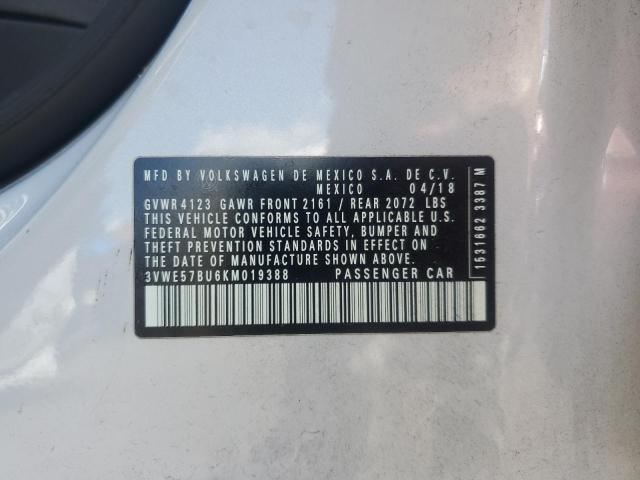 MFD BY VOLKSWAGEN DE MEXICO S.A. DE C.V.
MEXICO 04/18
GVWR 4123 GAWR FRONT 2161 / REAR 2072 LBS
THIS VEHICLE CONFORMS TO ALL APPLICABLE U.S.
FEDERAL MOTOR VEHICLE SAFETY, BUMPER AND
THEFT PREVENTION STANDARDS IN EFFECT ON
THE DATE OF MANUFACTURE SHOWN ABOVE.
3VWE57BU6KM019388 PASSENGER CAR
1531662 3387 M